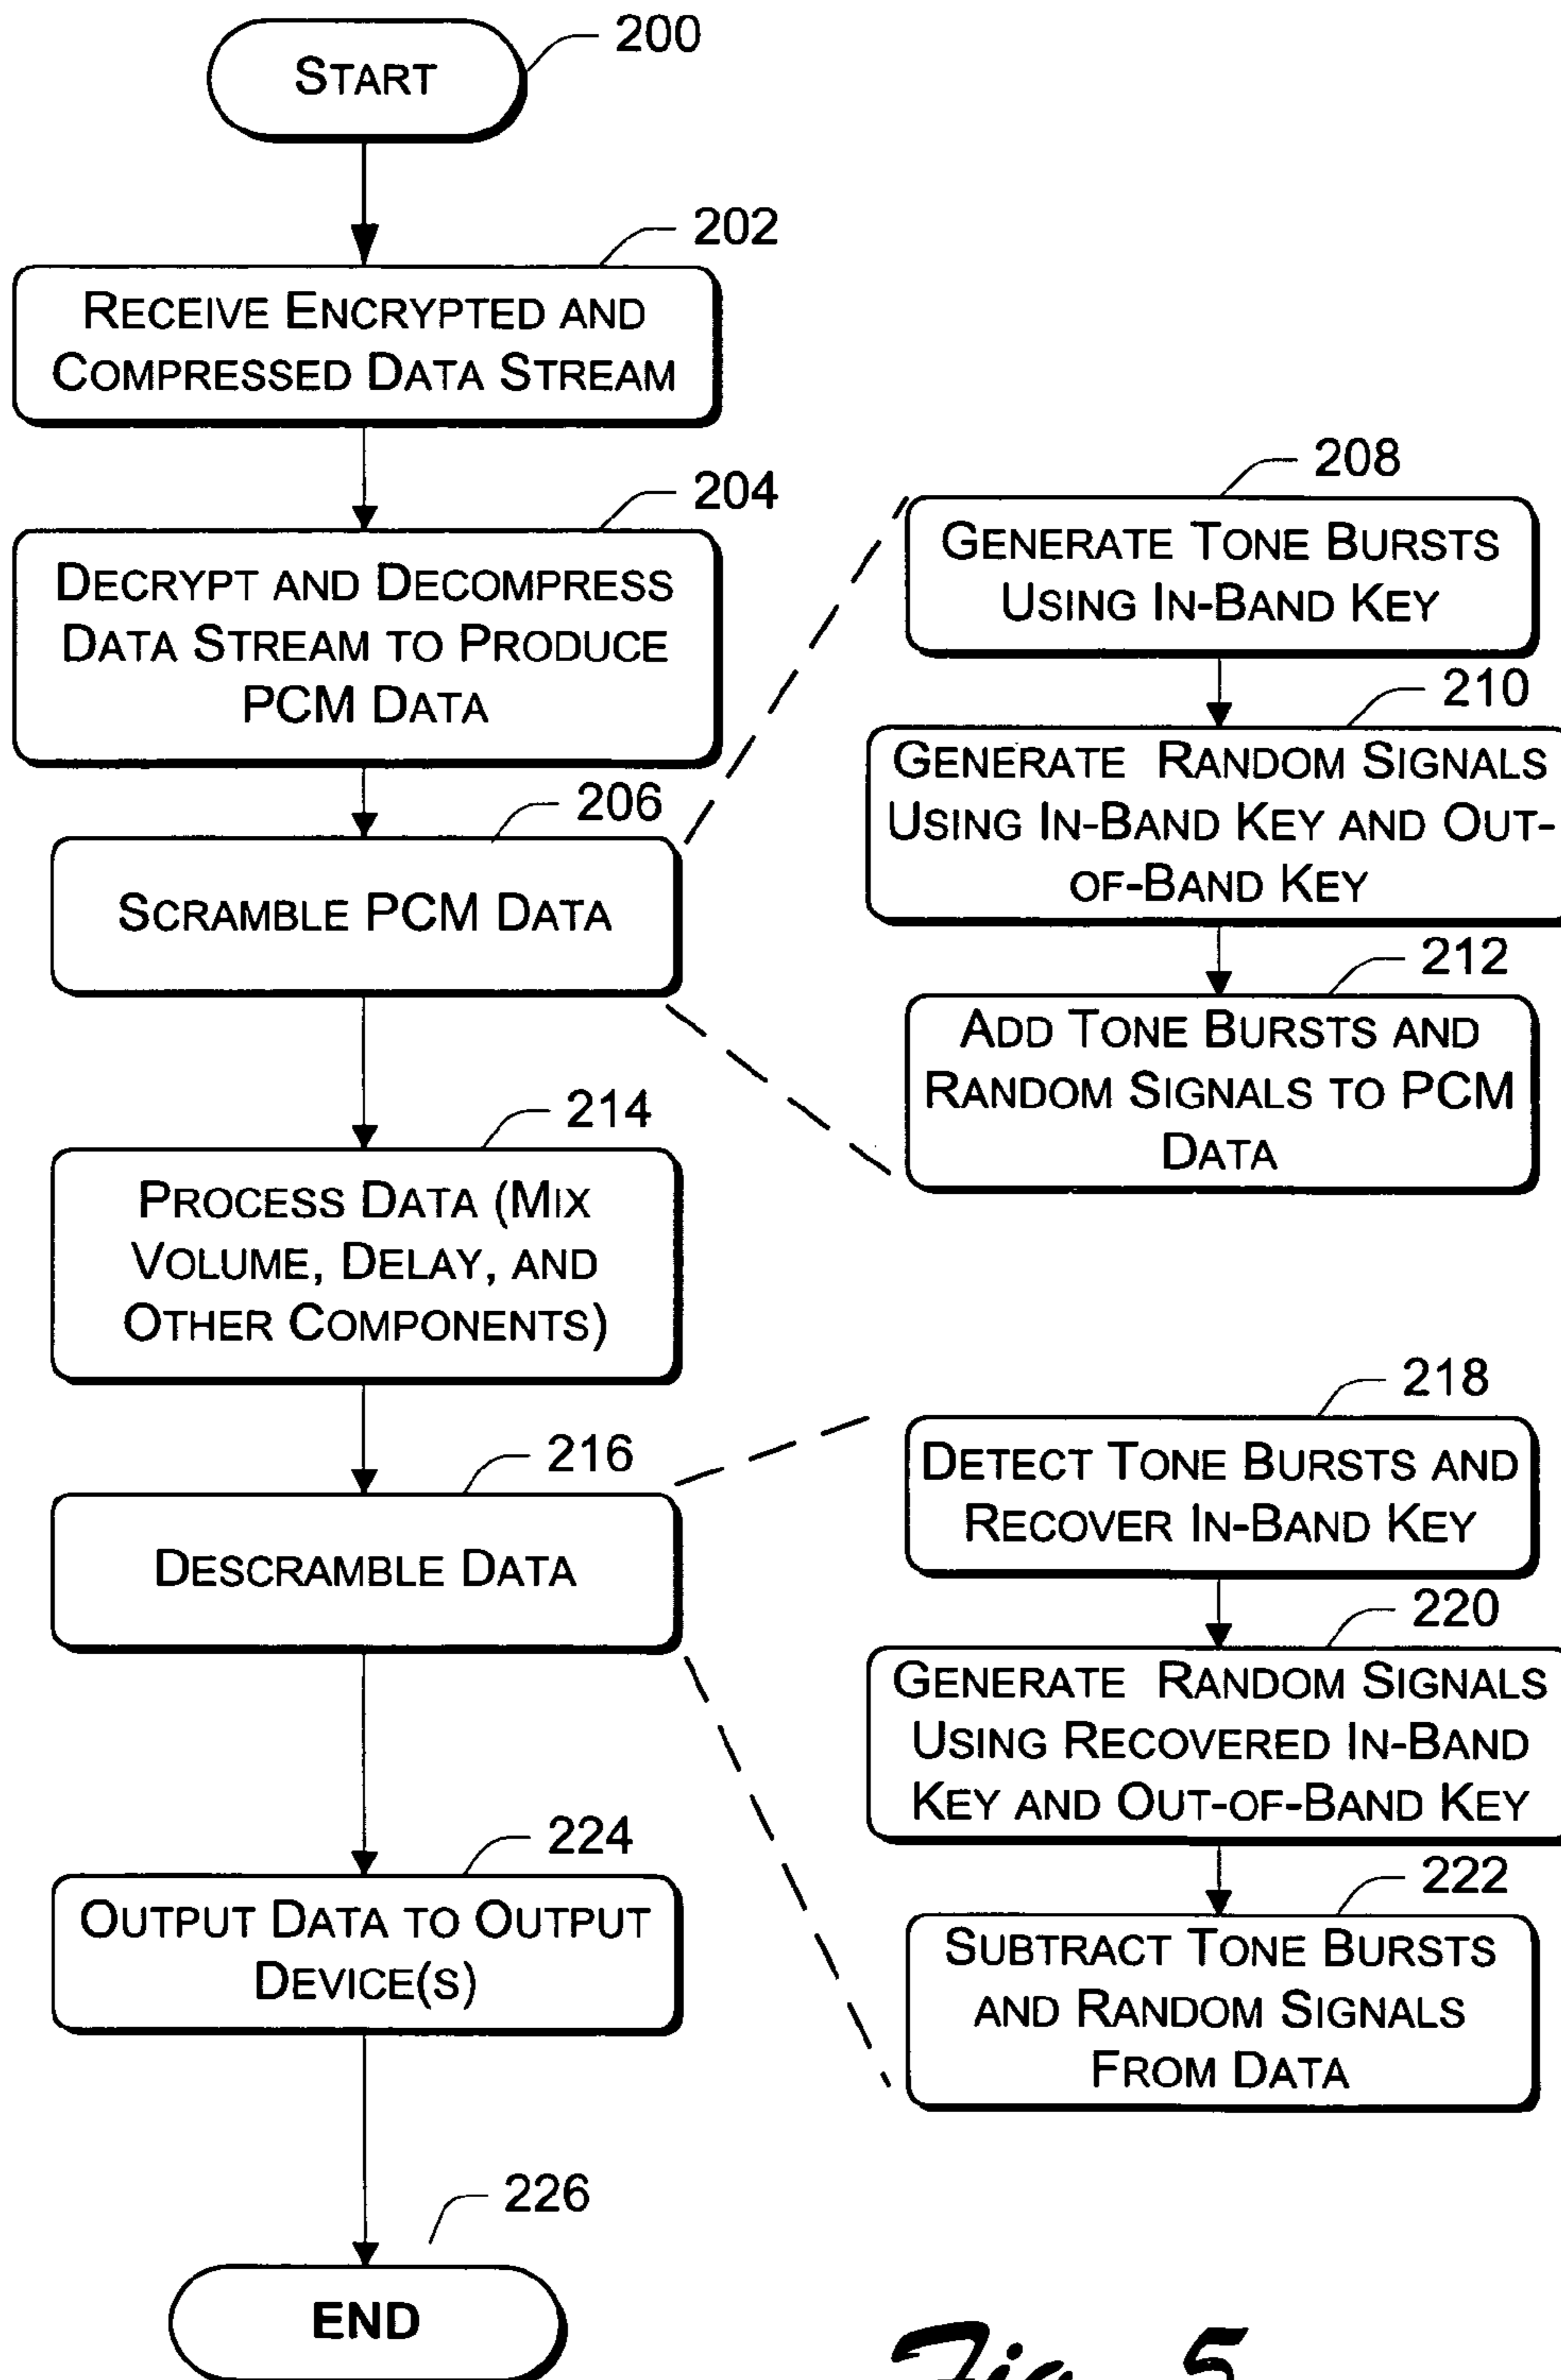 200
START
202
RECEIVE ENCRYPTED AND
COMPRESSED DATA STREAM
204
DECRYPT AND DECOMPRESS
DATA STREAM TO PRODUCE
PCM DATA
206
SCRAMBLE PCM DATA
208
GENERATE TONE BURSTS
USING IN-BAND KEY
210
GENERATE RANDOM SIGNALS
USING IN-BAND KEY AND OUT-
OF-BAND KEY
212
ADD TONE BURSTS AND
RANDOM SIGNALS TO PCM
DATA
214
PROCESS DATA (MIX
VOLUME, DELAY, AND
OTHER COMPONENTS)
216
DESCRAMBLE DATA
218
DETECT TONE BURSTS AND
RECOVER IN-BAND KEY
220
GENERATE RANDOM SIGNALS
USING RECOVERED IN-BAND
KEY AND OUT-OF-BAND KEY
222
SUBTRACT TONE BURSTS
AND RANDOM SIGNALS
FROM DATA
224
OUTPUT DATA TO OUTPUT
DEVICE(S)
226
END
Fig. 5